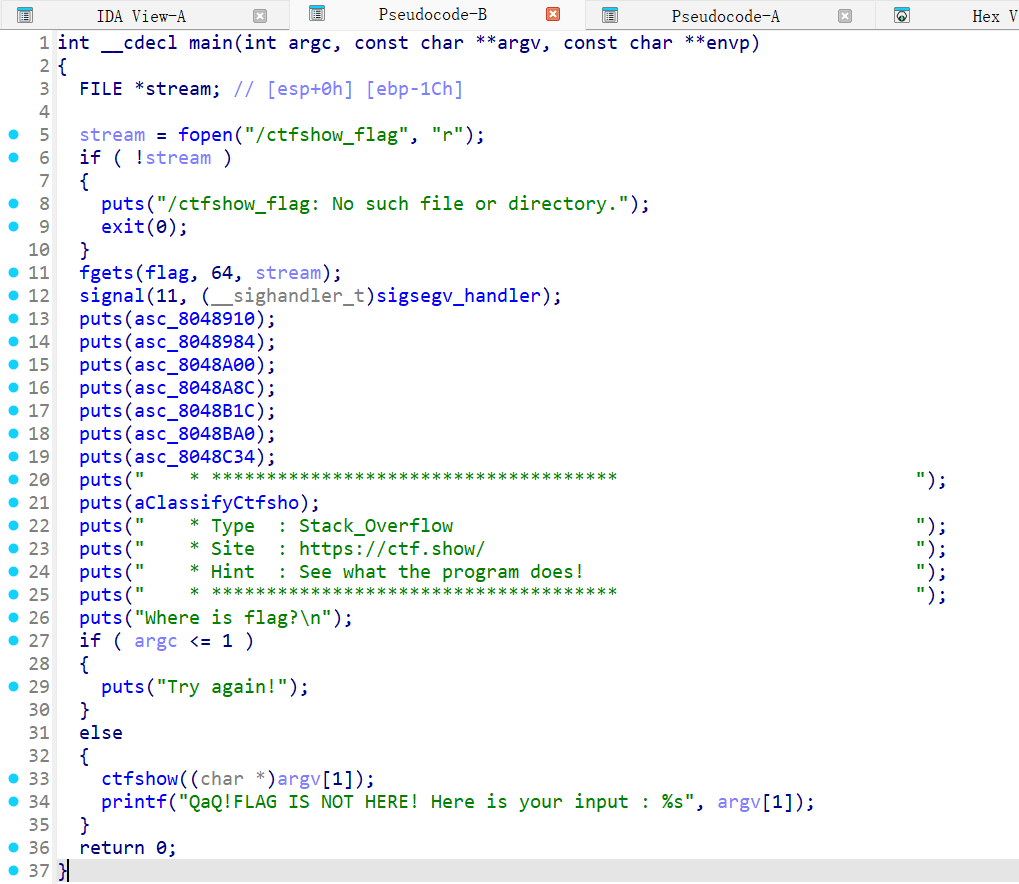 IDA View-A Pseudocode-B Pseudocode-A Hex V
1 int __cdecl main(int argc, const char **argv, const char **envp)
2 {
3   FILE *stream; // [esp+0h] [ebp-1Ch]
4
5   stream = fopen("/ctfshow_flag", "r");
6   if ( !stream )
7   {
8     puts("/ctfshow_flag: No such file or directory.");
9     exit(0);
10   }
11   fgets(flag, 64, stream);
12   signal(11, (__sighandler_t)sigsegv_handler);
13   puts(asc_8048910);
14   puts(asc_8048984);
15   puts(asc_8048A00);
16   puts(asc_8048A8C);
17   puts(asc_8048B1C);
18   puts(asc_8048BA0);
19   puts(asc_8048C34);
20   puts("    * *************************************                           ");
21   puts(aClassifyCtfsho);
22   puts("    * Type  : Stack_Overflow                                          ");
23   puts("    * Site  : https://ctf.show/                                       ");
24   puts("    * Hint  : See what the program does!                              ");
25   puts("    * *************************************                           ");
26   puts("Where is flag?\n");
27   if ( argc <= 1 )
28   {
29     puts("Try again!");
30   }
31   else
32   {
33     ctfshow((char *)argv[1]);
34     printf("QaQ!FLAG IS NOT HERE! Here is your input : %s", argv[1]);
35   }
36   return 0;
37 }